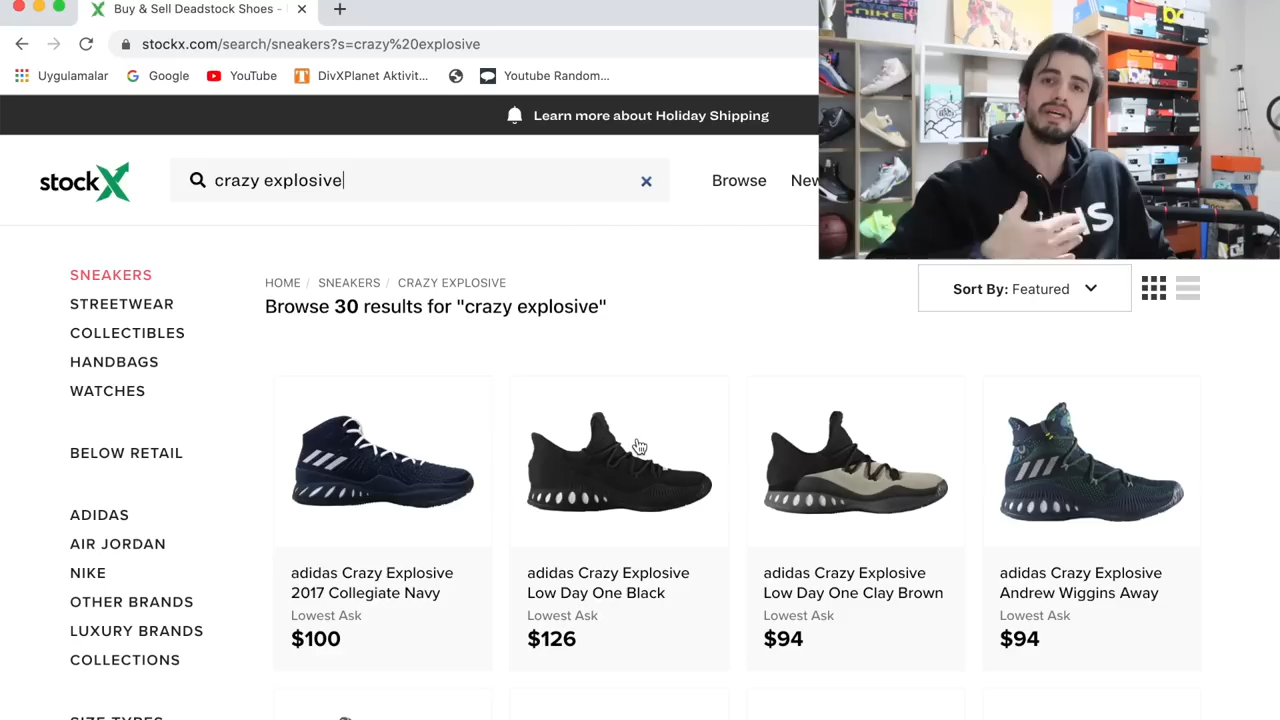 Buy & Sell Deadstock Shoes -
stockx.com/search/sneakers?s=crazy%20explosive
Uygulamalar
Google
YouTube
DivXPlanet Aktivit...
Youtube Random...
Learn more about Holiday Shipping
stockX
crazy explosive
Browse
New
NIKE
SNEAKERS
STREETWEAR
COLLECTIBLES
HANDBAGS
WATCHES
BELOW RETAIL
ADIDAS
AIR JORDAN
NIKE
OTHER BRANDS
LUXURY BRANDS
COLLECTIONS
HOME / SNEAKERS / CRAZY EXPLOSIVE
Browse 30 results for "crazy explosive"
Sort By: Featured
adidas Crazy Explosive
2017 Collegiate Navy
Lowest Ask
$100
adidas Crazy Explosive
Low Day One Black
Lowest Ask
$126
adidas Crazy Explosive
Low Day One Clay Brown
Lowest Ask
$94
adidas Crazy Explosive
Andrew Wiggins Away
Lowest Ask
$94